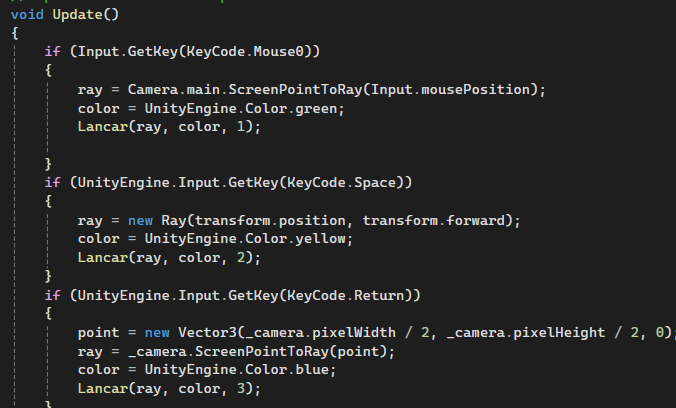 void Update()
{
if (Input.GetKey(KeyCode.Mouse0))
{
ray = Camera.main.ScreenPointToRay(Input.mousePosition);
color = UnityEngine.Color.green;
Lancar(ray, color, 1);
}
if (UnityEngine.Input.GetKey(KeyCode.Space))
{
ray = new Ray(transform.position, transform.forward);
color = UnityEngine.Color.yellow;
Lancar(ray, color, 2);
}
if (UnityEngine.Input.GetKey(KeyCode.Return))
{
point = new Vector3(_camera.pixelWidth / 2, _camera.pixelHeight / 2, 0);
ray = _camera.ScreenPointToRay(point);
color = UnityEngine.Color.blue;
Lancar(ray, color, 3);
}